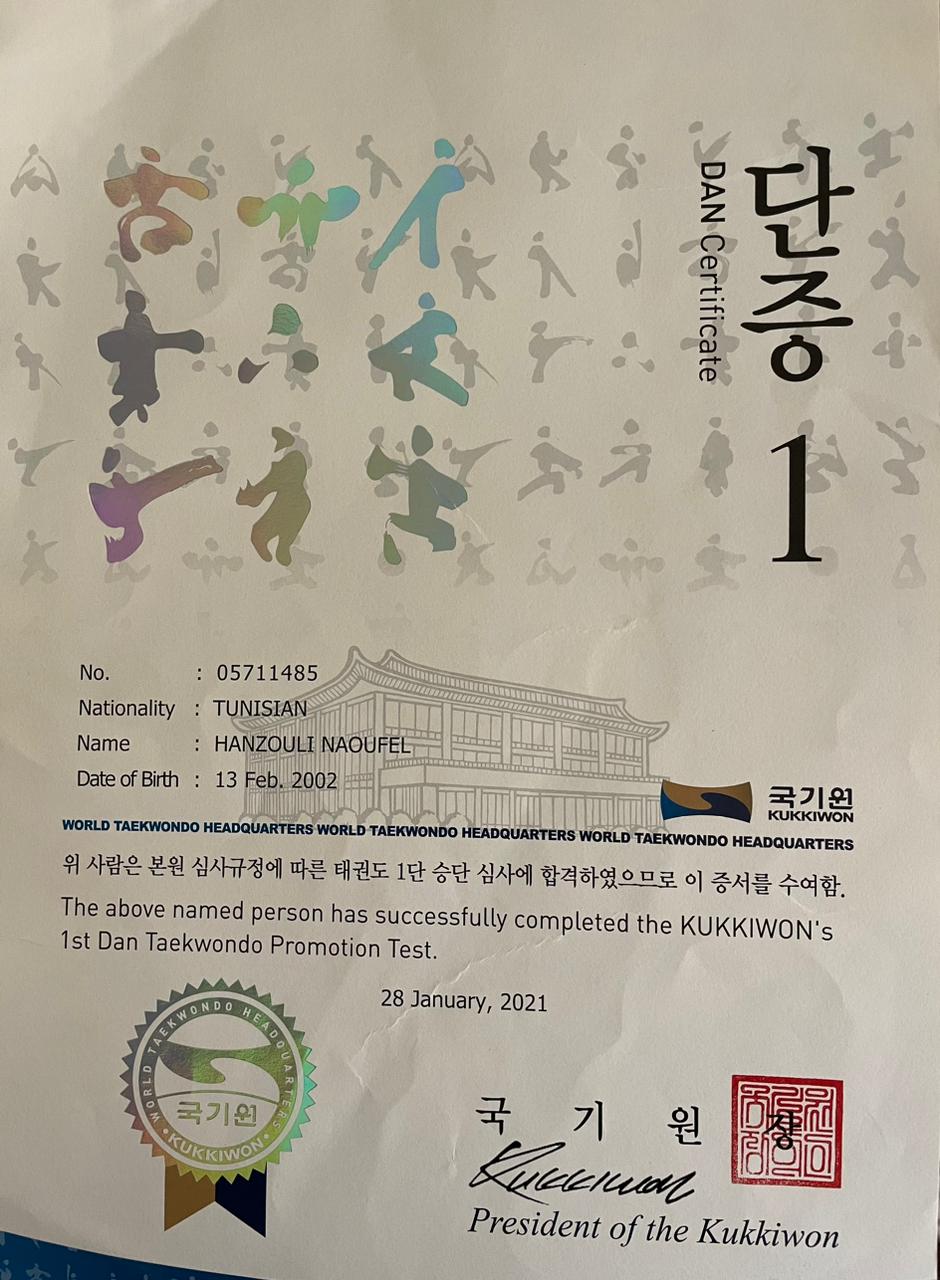 단증
DAN Certificate
1
No. : 05711485
Nationality : TUNISIAN
Name : HANZOULI NAOUFEL
Date of Birth : 13 Feb. 2002
국기원
KUKKIWON
WORLD TAEKWONDO HEADQUARTERS WORLD TAEKWONDO HEADQUARTERS WORLD TAEKWONDO HEADQUARTERS
위 사람은 본원 심사규정에 따른 태권도 1단 승단 심사에 합격하였으므로 이 증서를 수여함.
The above named person has successfully completed the KUKKIWON's
1st Dan Taekwondo Promotion Test.
28 January, 2021
WORLD TAEKWONDO HEADQUARTERS
국기원
• KUKKIWON •
국 기 원 장
Kukkiwon
President of the Kukkiwon